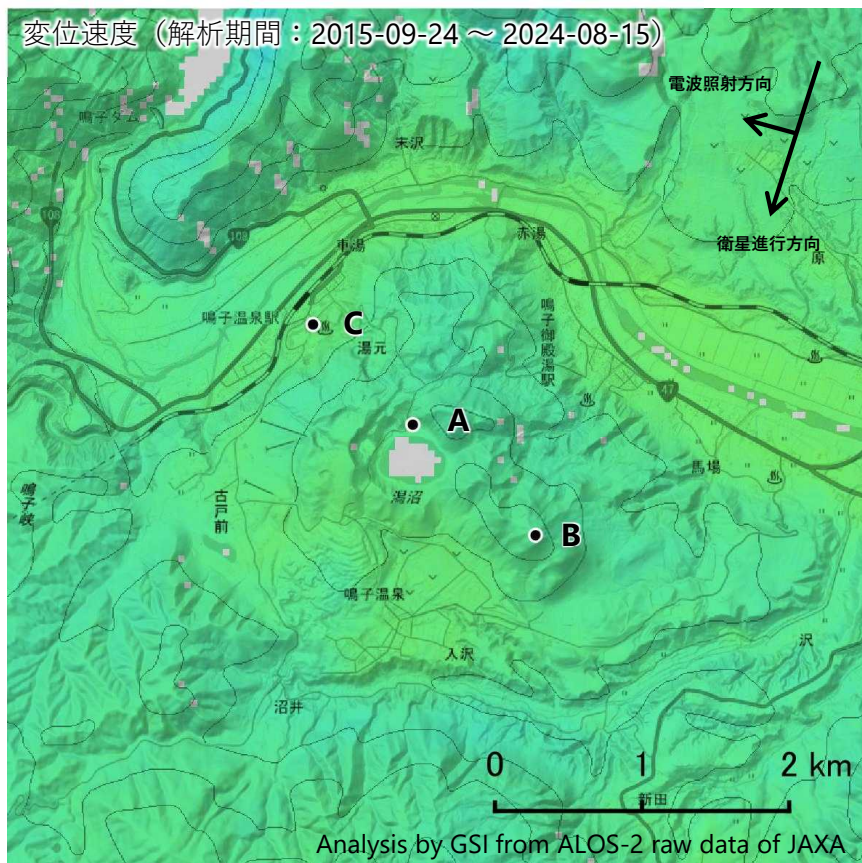 変位速度（解析期間：2015-09-24 ～ 2024-08-15）
電波照射方向
鳴子ダム
末沢
108
108
車湯
赤湯
衛星進行方向
原
鳴子温泉駅
C
湯元
鳴子御殿湯駅
47
A
馬場
潟沼
鳴子峡
古戸前
B
鳴子温泉
入沢
沢
沼井
0 1 2 km
新田
Analysis by GSI from ALOS-2 raw data of JAXA